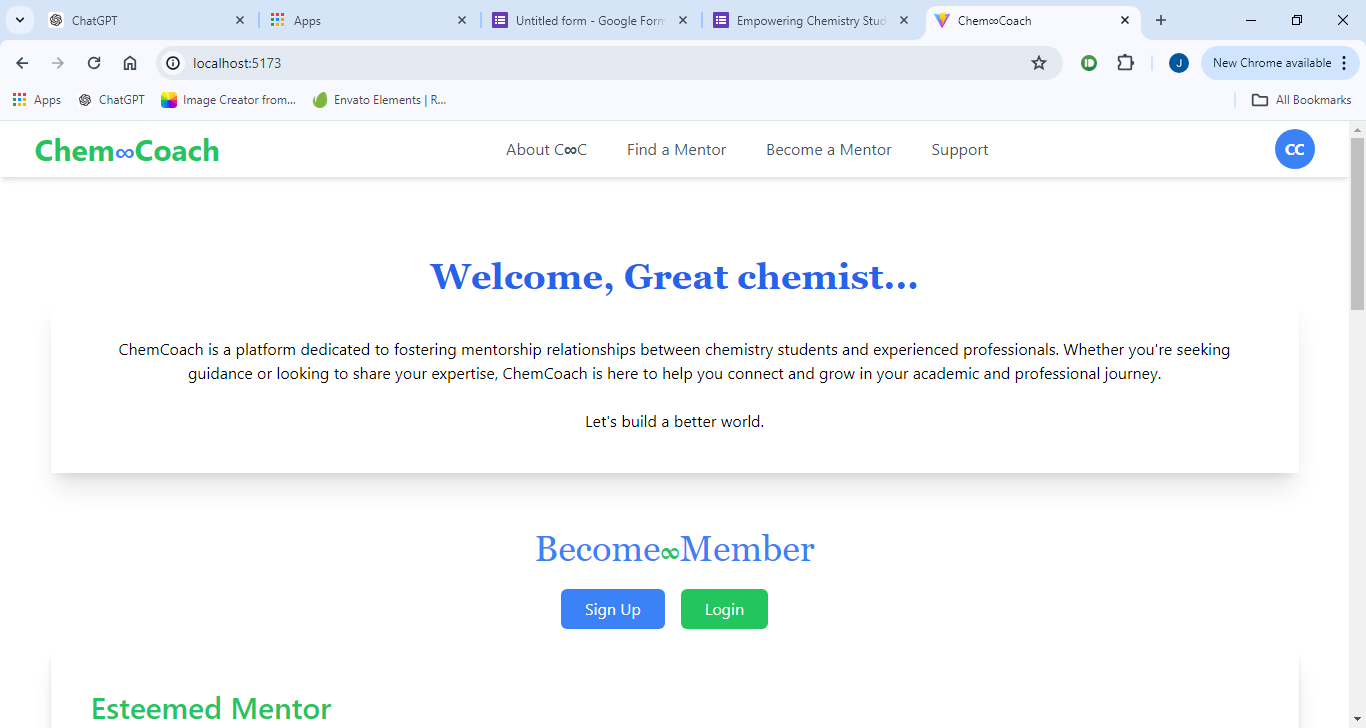 ChatGPT
Apps
Untitled form - Google Form
Empowering Chemistry Stud
Chem∞Coach
localhost:5173
J
New Chrome available
Apps
ChatGPT
Image Creator from...
Envato Elements | R...
All Bookmarks
Chem∞Coach
About C∞C
Find a Mentor
Become a Mentor
Support
CC
Welcome, Great chemist...
ChemCoach is a platform dedicated to fostering mentorship relationships between chemistry students and experienced professionals. Whether you're seeking
guidance or looking to share your expertise, ChemCoach is here to help you connect and grow in your academic and professional journey.
Let's build a better world.
Become∞Member
Sign Up
Login
Esteemed Mentor